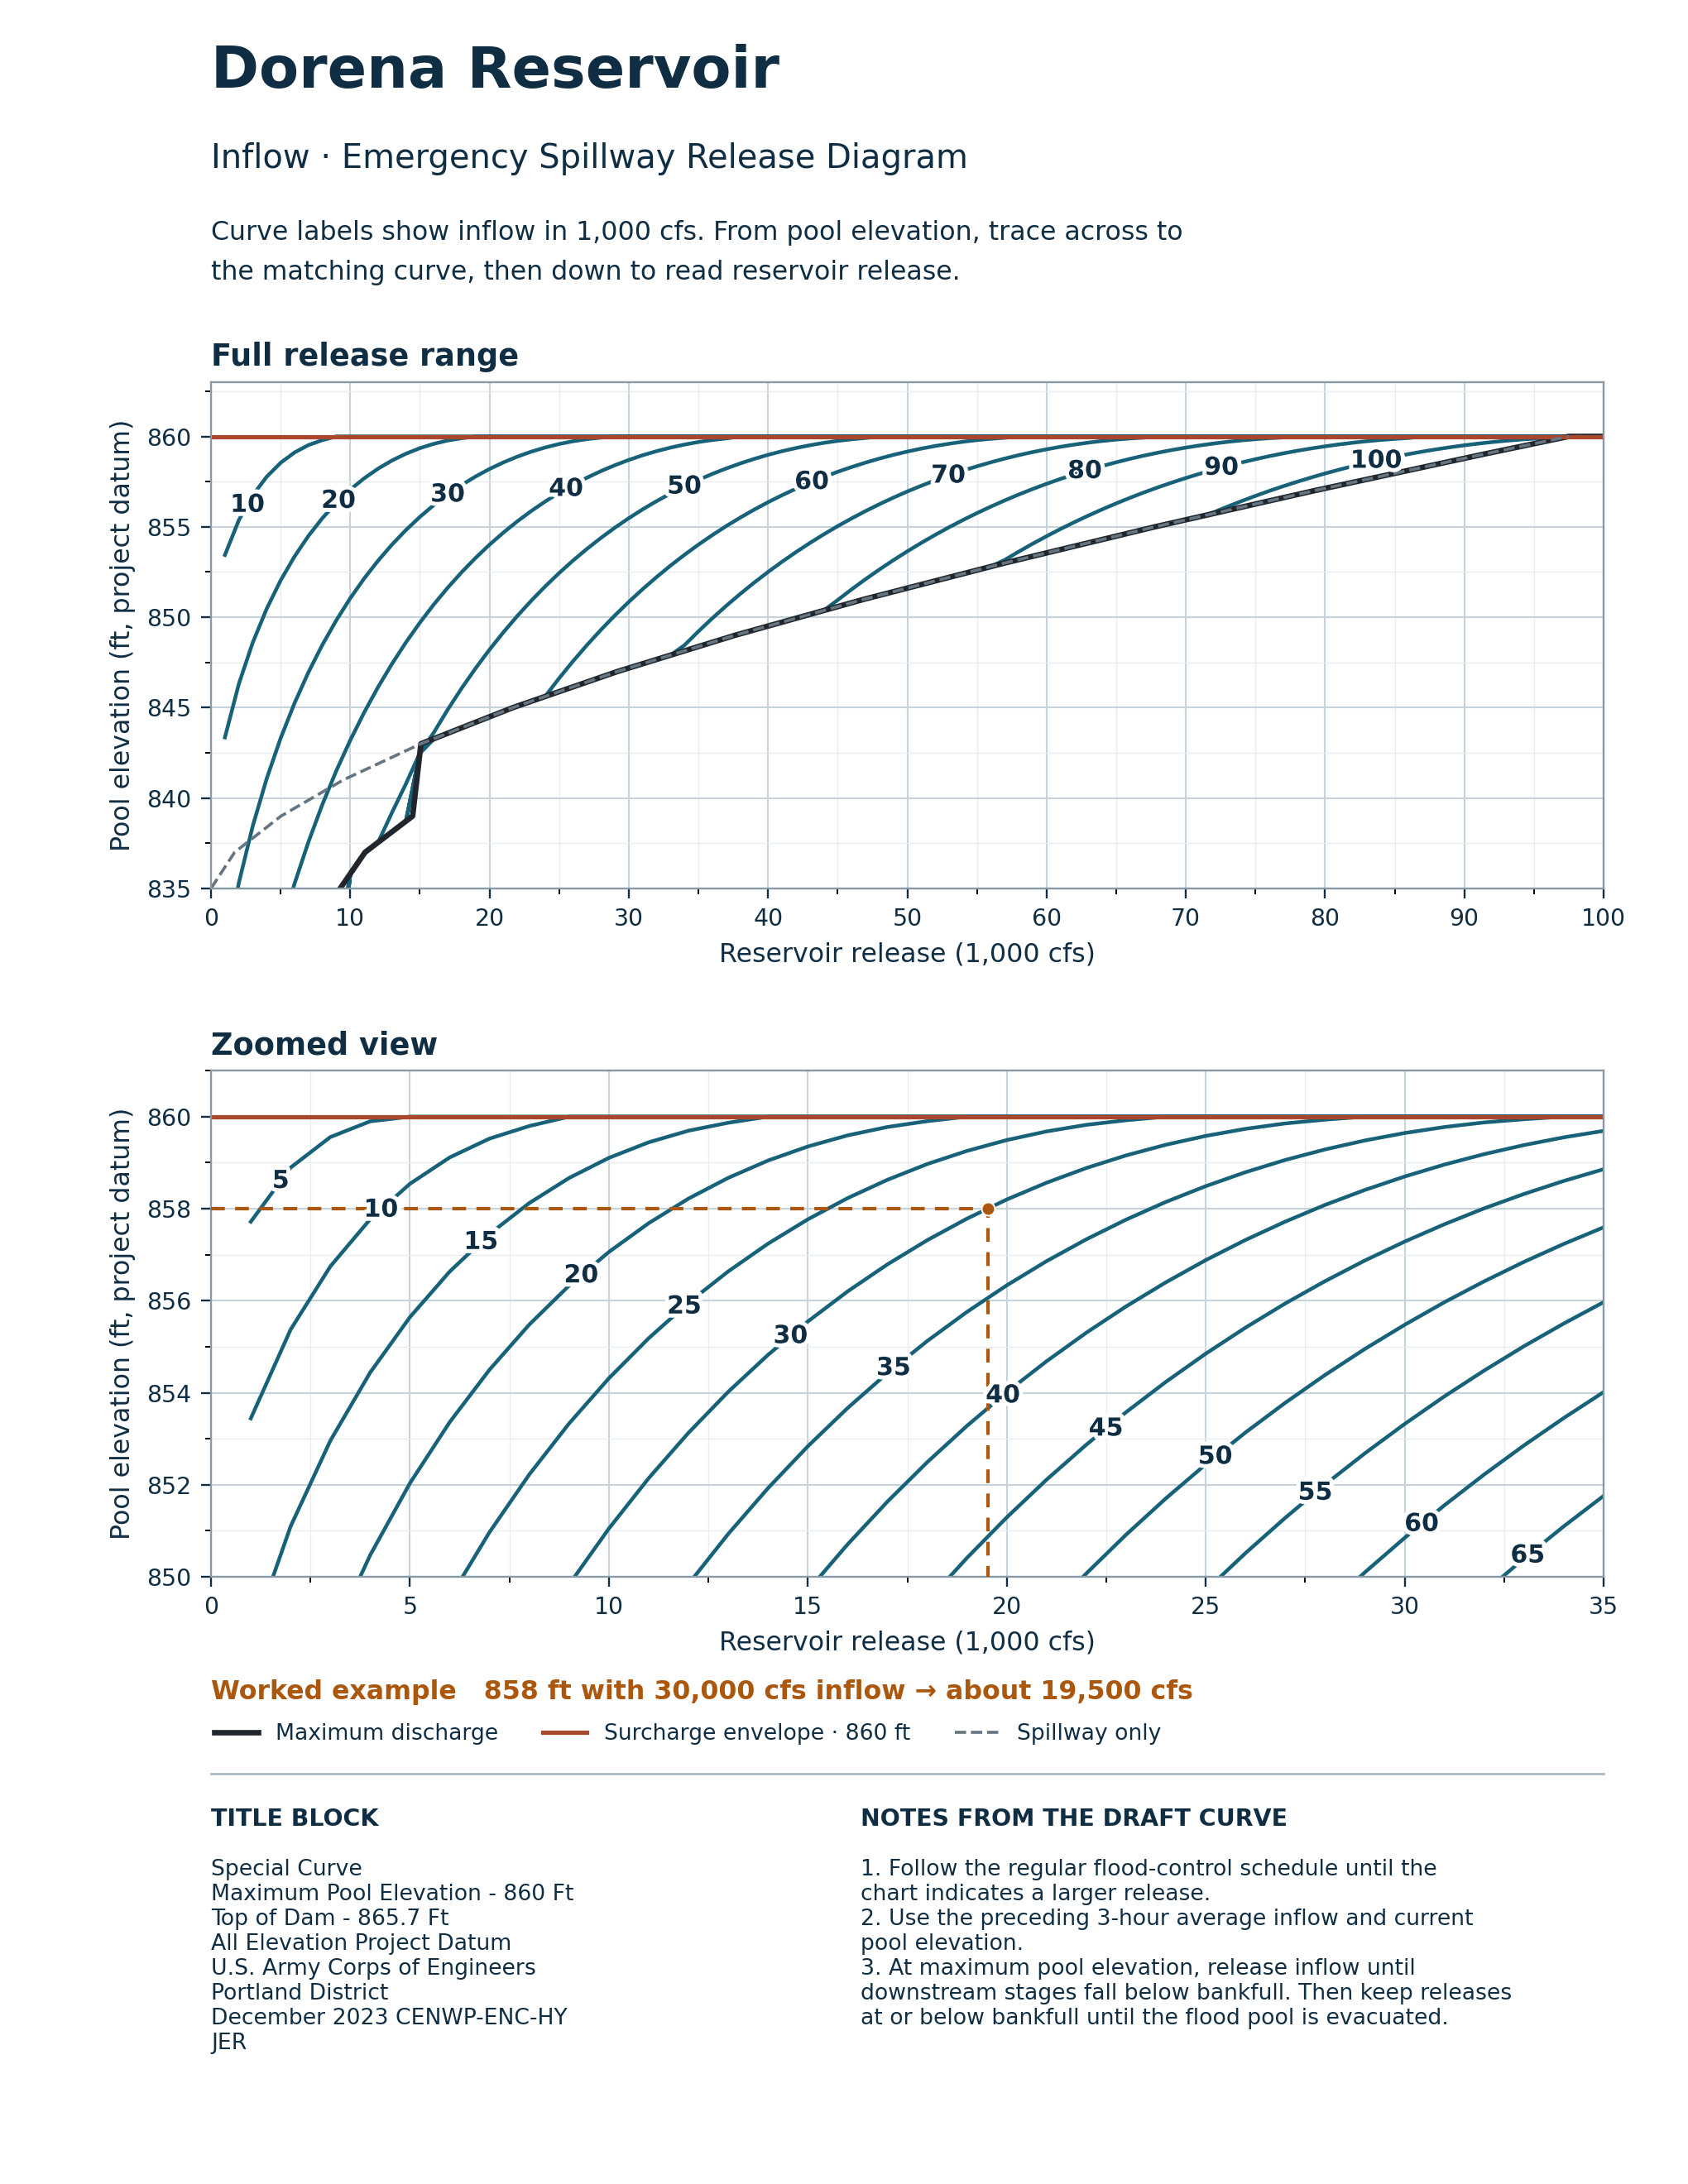 Dorena Reservoir
Inflow · Emergency Spillway Release Diagram
Curve labels show inflow in 1,000 cfs. From pool elevation, trace across to
the matching curve, then down to read reservoir release.
Full release range
Pool elevation (ft, project datum)
860
855
850
845
840
835
10
20
30
40
50
60
70
80
90
100
0
10
20
30
40
50
60
70
80
90
100
Reservoir release (1,000 cfs)
Zoomed view
Pool elevation (ft, project datum)
860
858
856
854
852
850
5
10
15
20
25
30
35
40
45
50
55
60
65
0
5
10
15
20
25
30
35
Reservoir release (1,000 cfs)
Worked example 858 ft with 30,000 cfs inflow → about 19,500 cfs
Maximum discharge
Surcharge envelope · 860 ft
Spillway only
TITLE BLOCK
Special Curve
Maximum Pool Elevation - 860 Ft
Top of Dam - 865.7 Ft
All Elevation Project Datum
U.S. Army Corps of Engineers
Portland District
December 2023 CENWP-ENC-HY
JER
NOTES FROM THE DRAFT CURVE
1. Follow the regular flood-control schedule until the
chart indicates a larger release.
2. Use the preceding 3-hour average inflow and current
pool elevation.
3. At maximum pool elevation, release inflow until
downstream stages fall below bankfull. Then keep releases
at or below bankfull until the flood pool is evacuated.